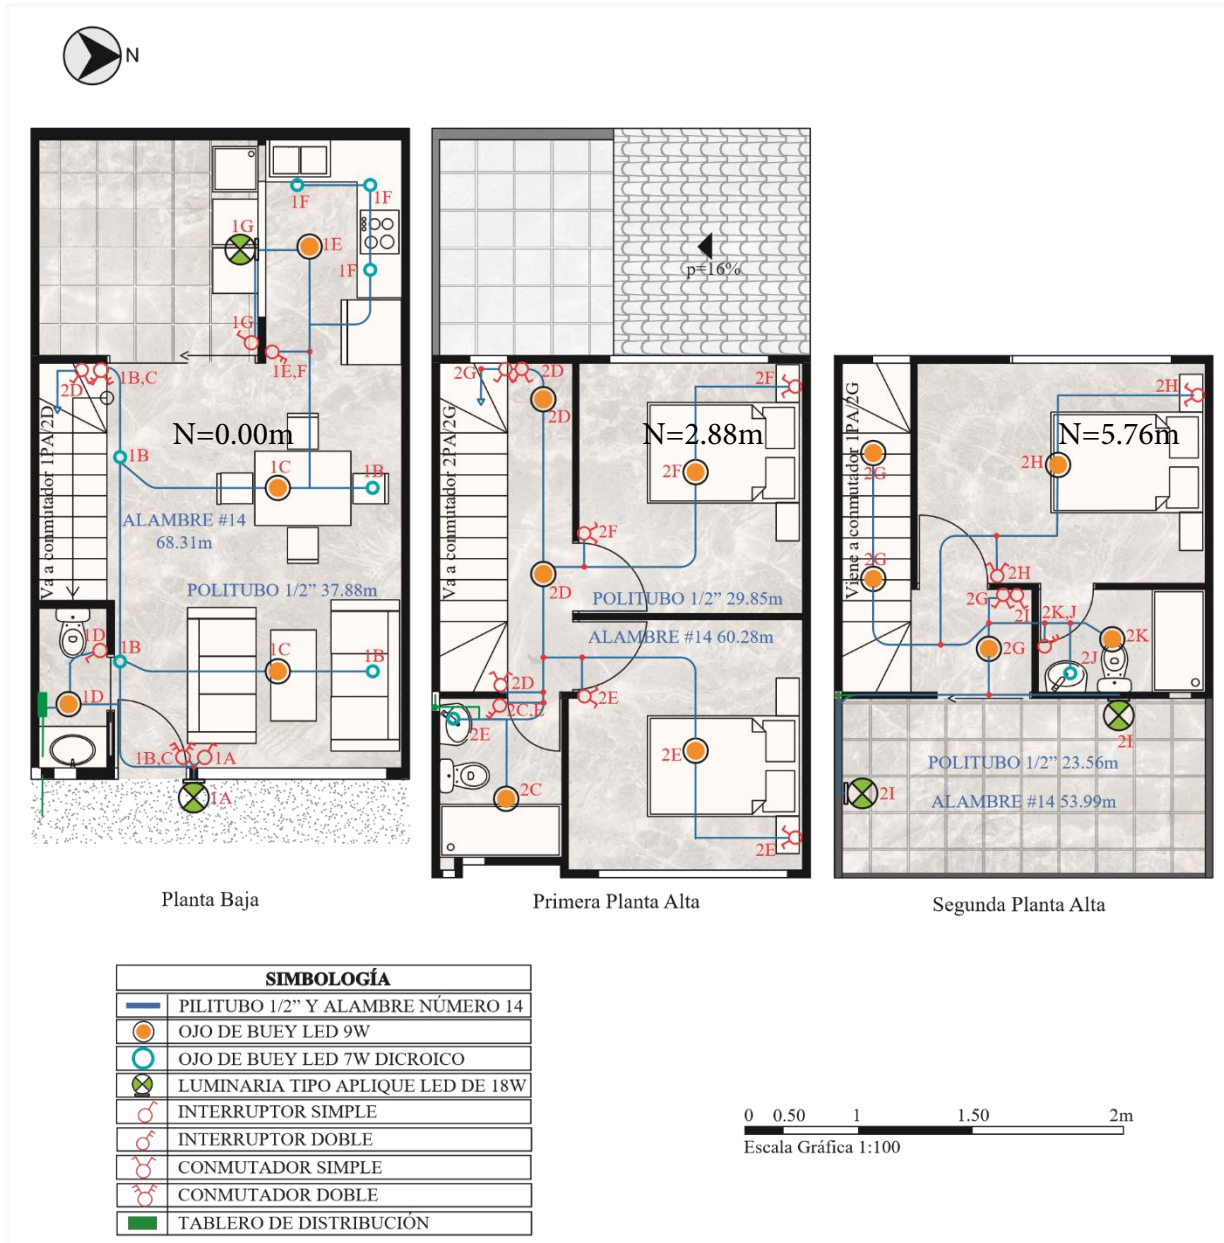 N
1F
1F
1G
1E
1F
1G
1E,F
2D
1B,C
Va a conmutador 1PA/2D
N=0.00m
1B
1C
1B
ALAMBRE #14
68.31m
POLITUBO 1/2” 37.88m
1D
1B
1C
1B
1D
1B,C
1A
1A
Planta Baja
p=16%
2G
2D
2F
2D
Va a conmutador 2PA/2G
N=2.88m
2F
2F
2D
POLITUBO 1/2” 29.85m
ALAMBRE #14 60.28m
2D
2C,E
2E
2E
2E
2C
2E
Primera Planta Alta
2H
N=5.76m
2G
2H
Viene a conmutador 1PA/2G
2G
2H
2G
2I
2K,J
2K
2G
2J
2I
POLITUBO 1/2” 23.56m
2I
ALAMBRE #14 53.99m
Segunda Planta Alta
SIMBOLOGÍA
PILITUBO 1/2” Y ALAMBRE NÚMERO 14
OJO DE BUEY LED 9W
OJO DE BUEY LED 7W DICROICO
LUMINARIA TIPO APLIQUE LED DE 18W
INTERRUPTOR SIMPLE
INTERRUPTOR DOBLE
CONMUTADOR SIMPLE
CONMUTADOR DOBLE
TABLERO DE DISTRIBUCIÓN
0 0.50 1 1.50 2m
Escala Gráfica 1:100